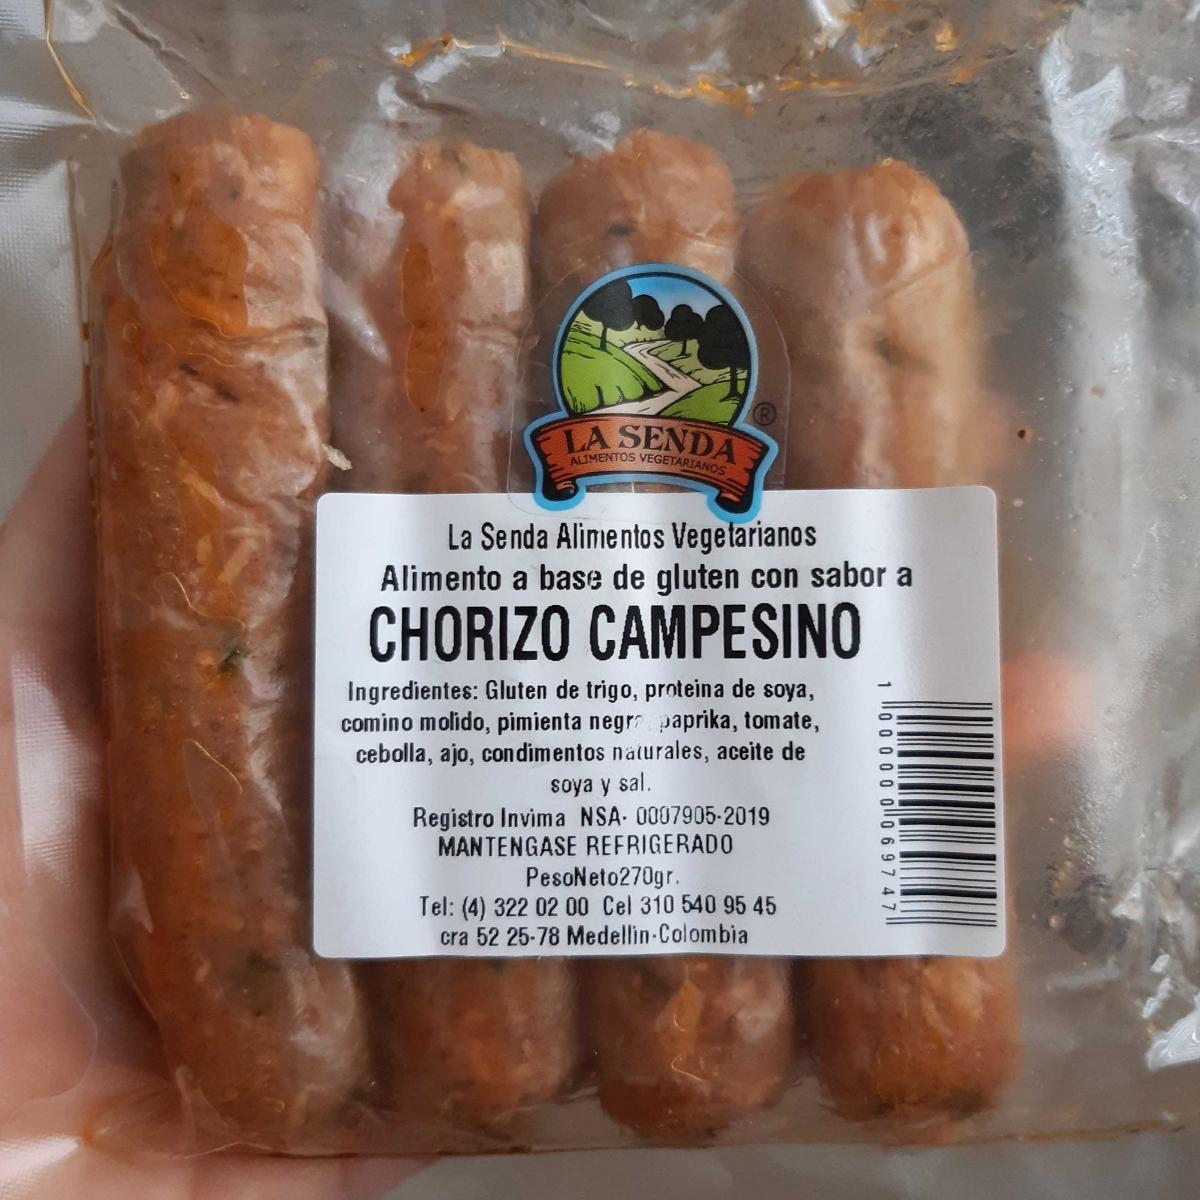 LA SENDA
ALIMENTOS VEGETARIANOS
®
La Senda Alimentos Vegetarianos
Alimento a base de gluten con sabor a
CHORIZO CAMPESINO
Ingredientes: Gluten de trigo, proteina de soya,
comino molido, pimienta negra paprika, tomate,
cebolla, ajo, condimentos naturales, aceite de
soya y sal.
Registro Invima NSA- 0007905-2019
MANTENGASE REFRIGERADO
PesoNeto270gr.
Tel: (4) 322 02 00 Cel 310 540 95 45
cra 52 25-78 Medellin-Colombia
1 000000 069747